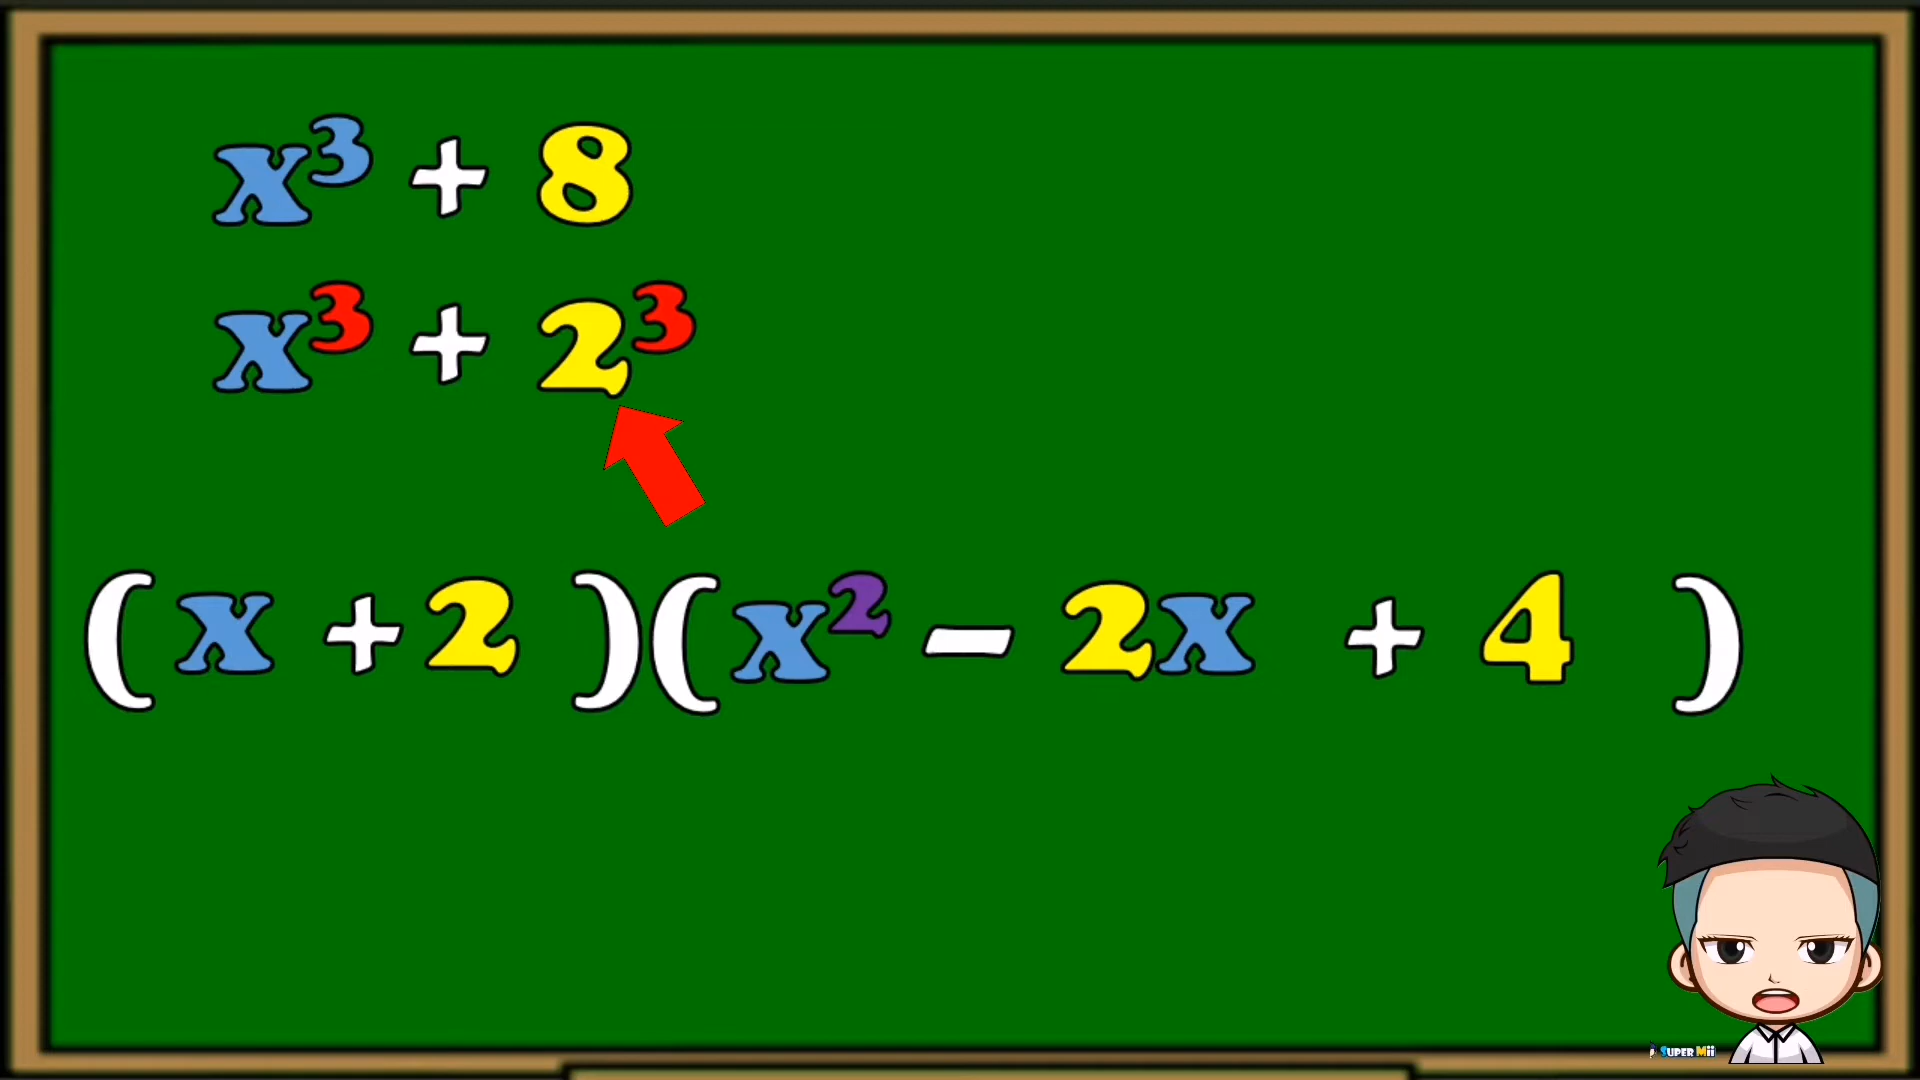 x³ + 8
x³ + 2³
( x + 2 )( x² − 2x + 4 )
SUPER Mii